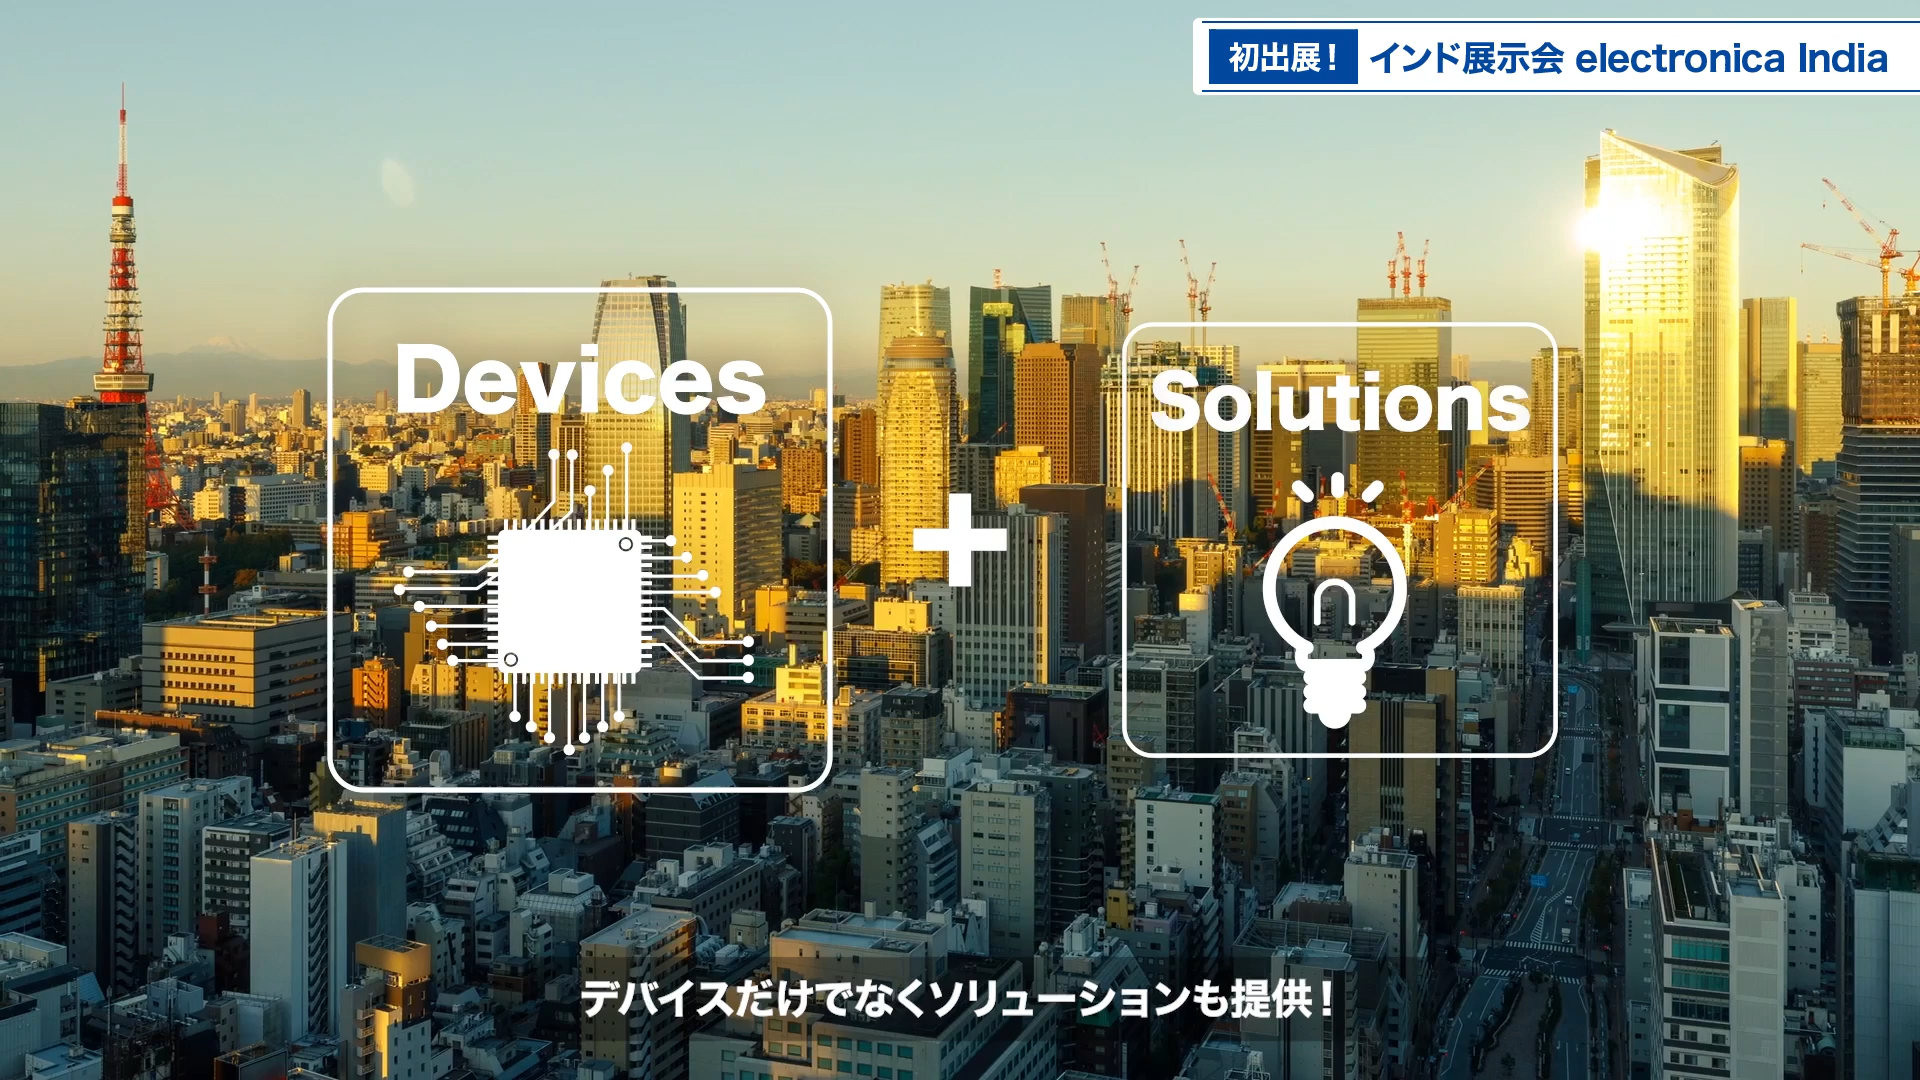 初出展！ インド展示会 electronica India
Devices
Solutions
+
デバイスだけでなくソリューションも提供！